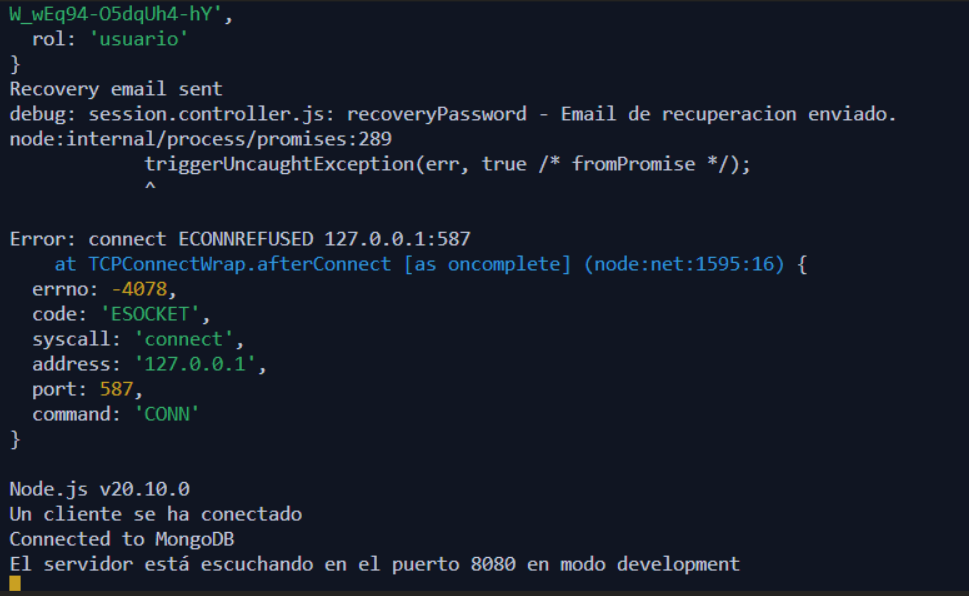 W_wEq94-O5dqUh4-hY',
  rol: 'usuario'
}
Recovery email sent
debug: session.controller.js: recoveryPassword - Email de recuperacion enviado.
node:internal/process/promises:289
            triggerUncaughtException(err, true /* fromPromise */);
            ^
Error: connect ECONNREFUSED 127.0.0.1:587
    at TCPConnectWrap.afterConnect [as oncomplete] (node:net:1595:16) {
  errno: -4078,
  code: 'ESOCKET',
  syscall: 'connect',
  address: '127.0.0.1',
  port: 587,
  command: 'CONN'
}
Node.js v20.10.0
Un cliente se ha conectado
Connected to MongoDB
El servidor está escuchando en el puerto 8080 en modo development